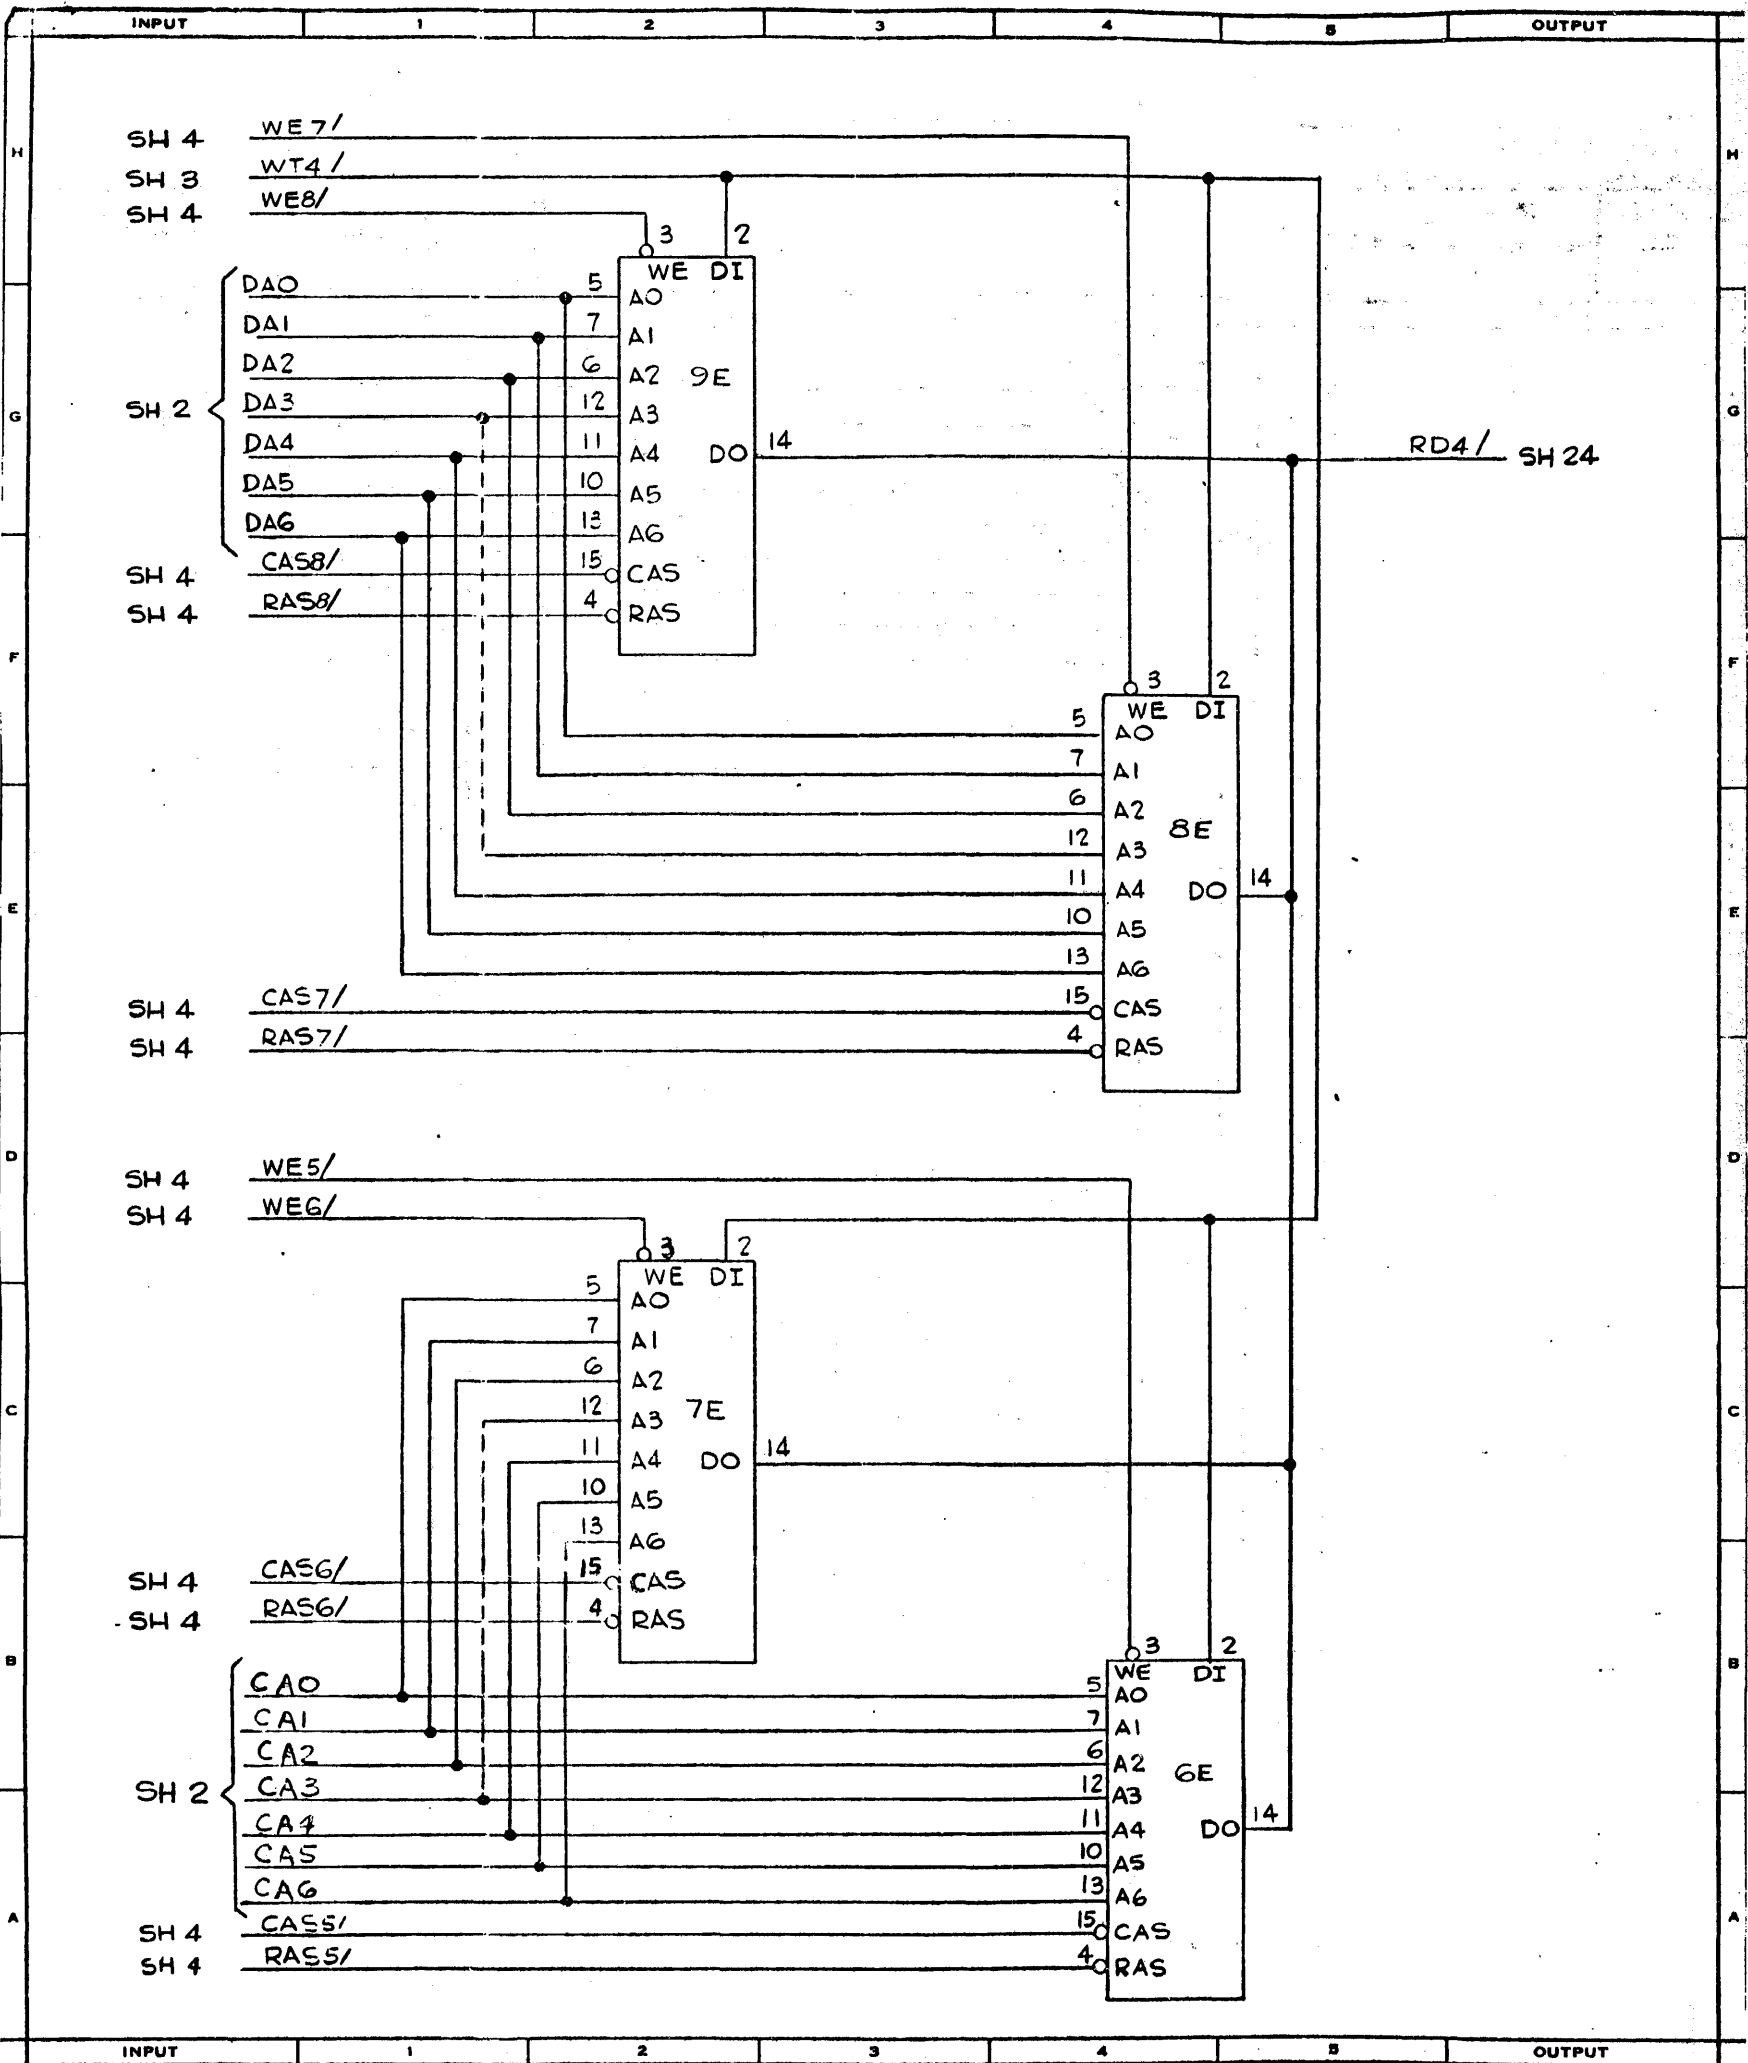 INPUT 1 2 3 4 5 OUTPUT
H H
SH 4 WE7/
SH 3 WT4/
SH 4 WE8/
3 2
WE DI
DA0 5 A0
DA1 7 A1
DA2 6 A2 9E
SH 2 DA3 12 A3
G G
DA4 11 A4 DO 14 RD4/ SH 24
DA5 10 A5
DA6 13 A6
SH 4 CAS8/ 15 CAS
SH 4 RAS8/ 4 RAS
F F
3 2
WE DI
5 A0
7 A1
6 A2
8E
12 A3
11 A4 DO 14
E E
10 A5
13 A6
SH 4 CAS7/ 15 CAS
SH 4 RAS7/ 4 RAS
D D
SH 4 WE5/
SH 4 WE6/
3 2
WE DI
5 A0
7 A1
6 A2
C C
12 A3 7E
11 A4 DO 14
10 A5
13 A6
SH 4 CAS6/ 15 CAS
SH 4 RAS6/ 4 RAS
3 2
B B
WE DI
CA0 5 A0
CA1 7 A1
CA2 6 A2
6E
SH 2 CA3 12 A3
CA4 11 A4 DO 14
CA5 10 A5
CA6 13 A6
A A
SH 4 CAS5/ 15 CAS
SH 4 RAS5/ 4 RAS
INPUT 1 2 3 4 5 OUTPUT